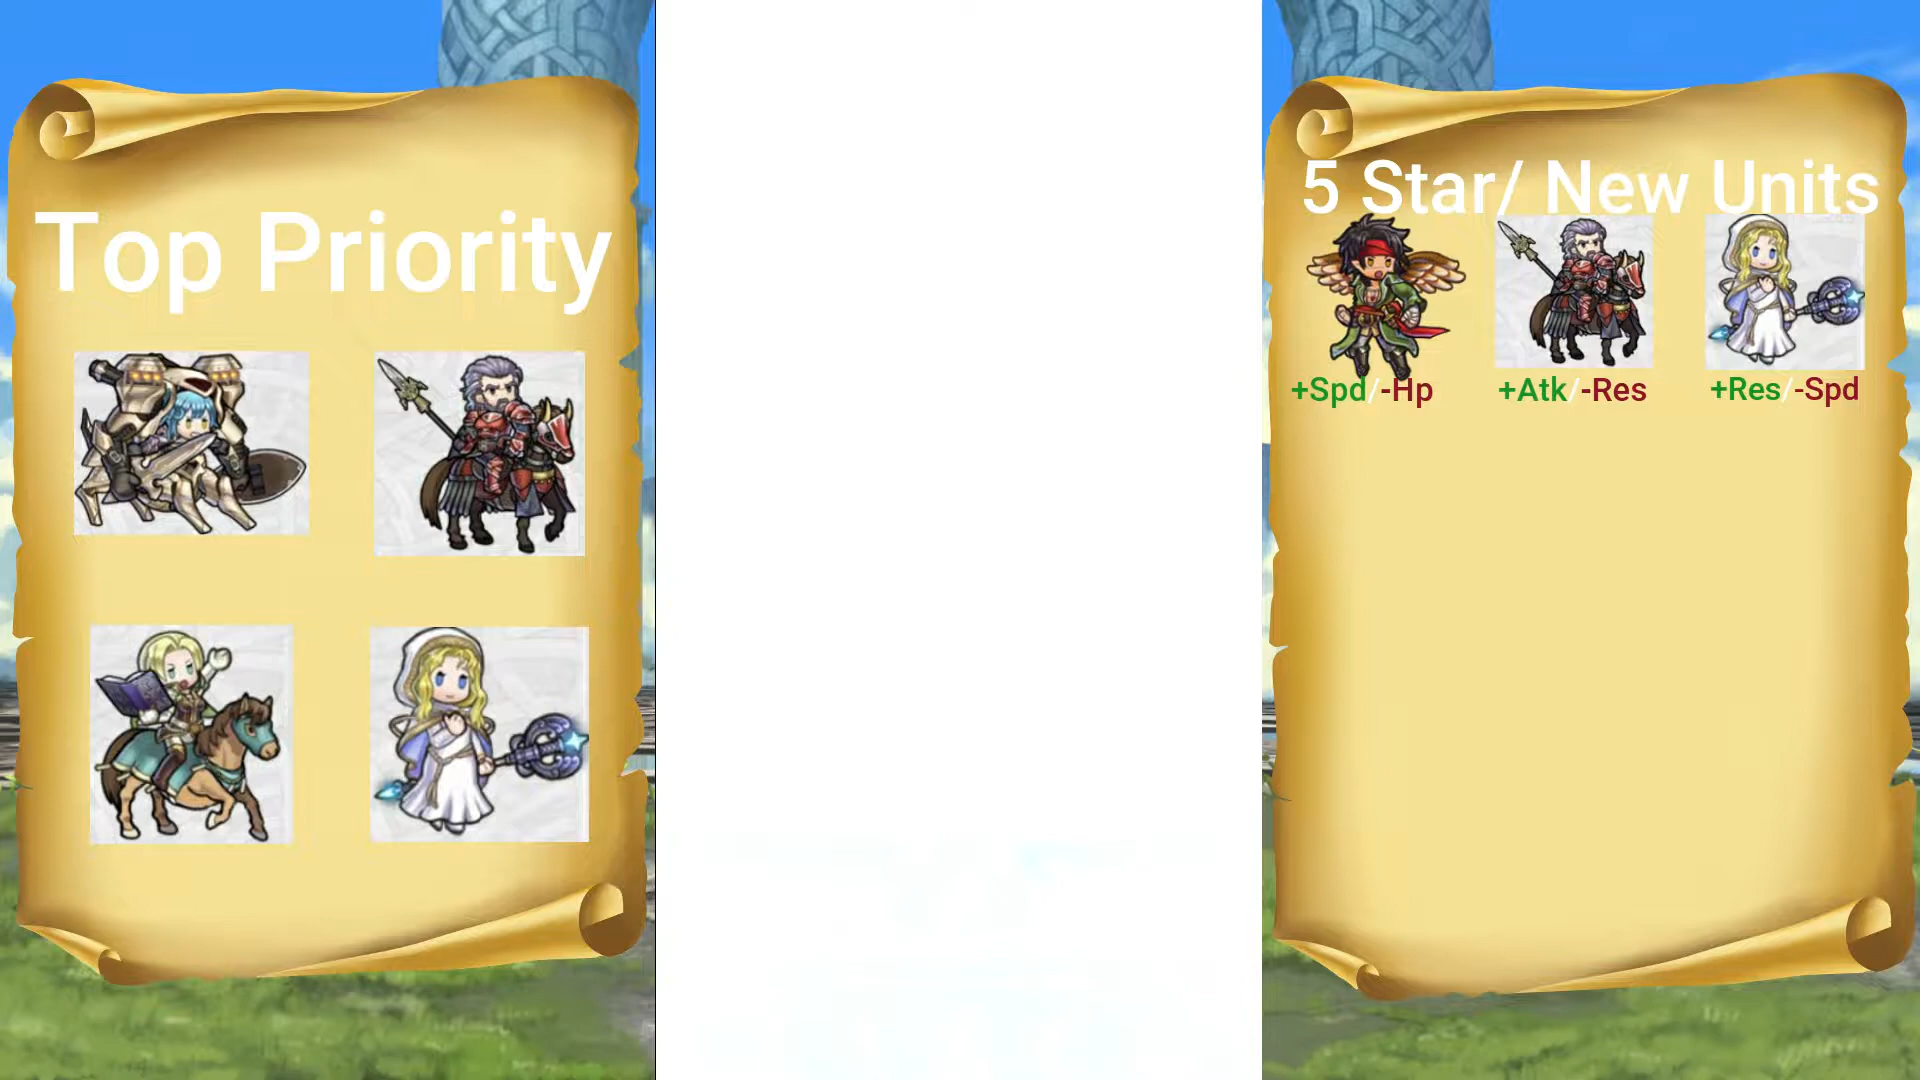 Top Priority
5 Star/ New Units
+Spd/-Hp
+Atk/-Res
+Res/-Spd